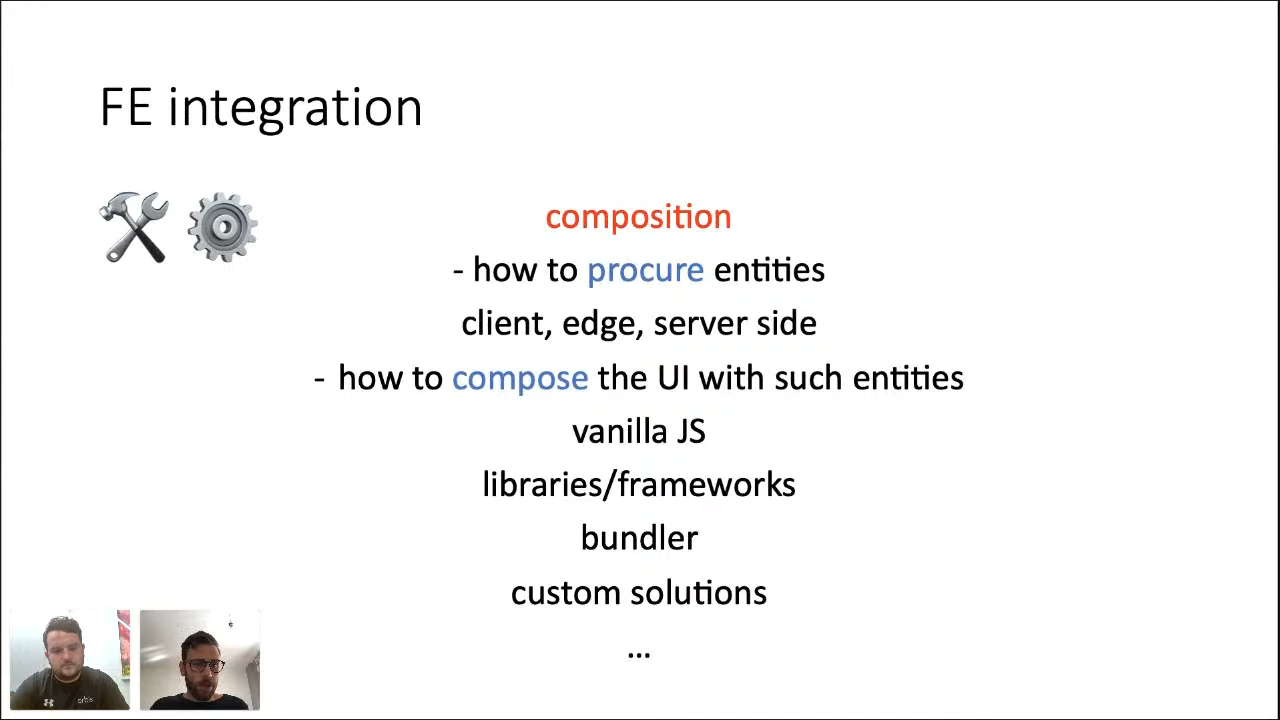 FE integration
composition
- how to procure entities
client, edge, server side
- how to compose the UI with such entities
vanilla JS
libraries/frameworks
bundler
custom solutions
...